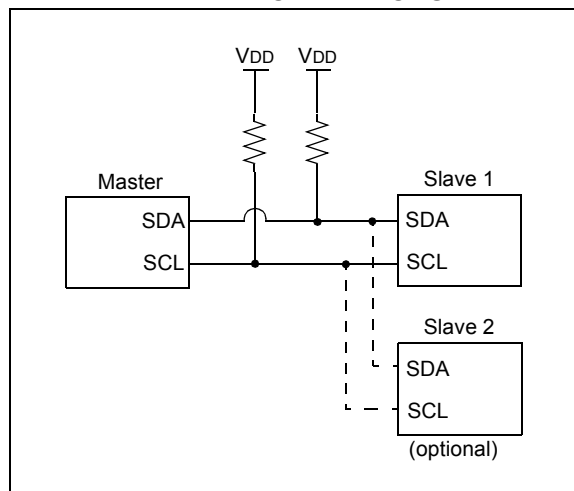 VDD VDD
Master
SDA
SCL
Slave 1
SDA
SCL
Slave 2
SDA
SCL
(optional)